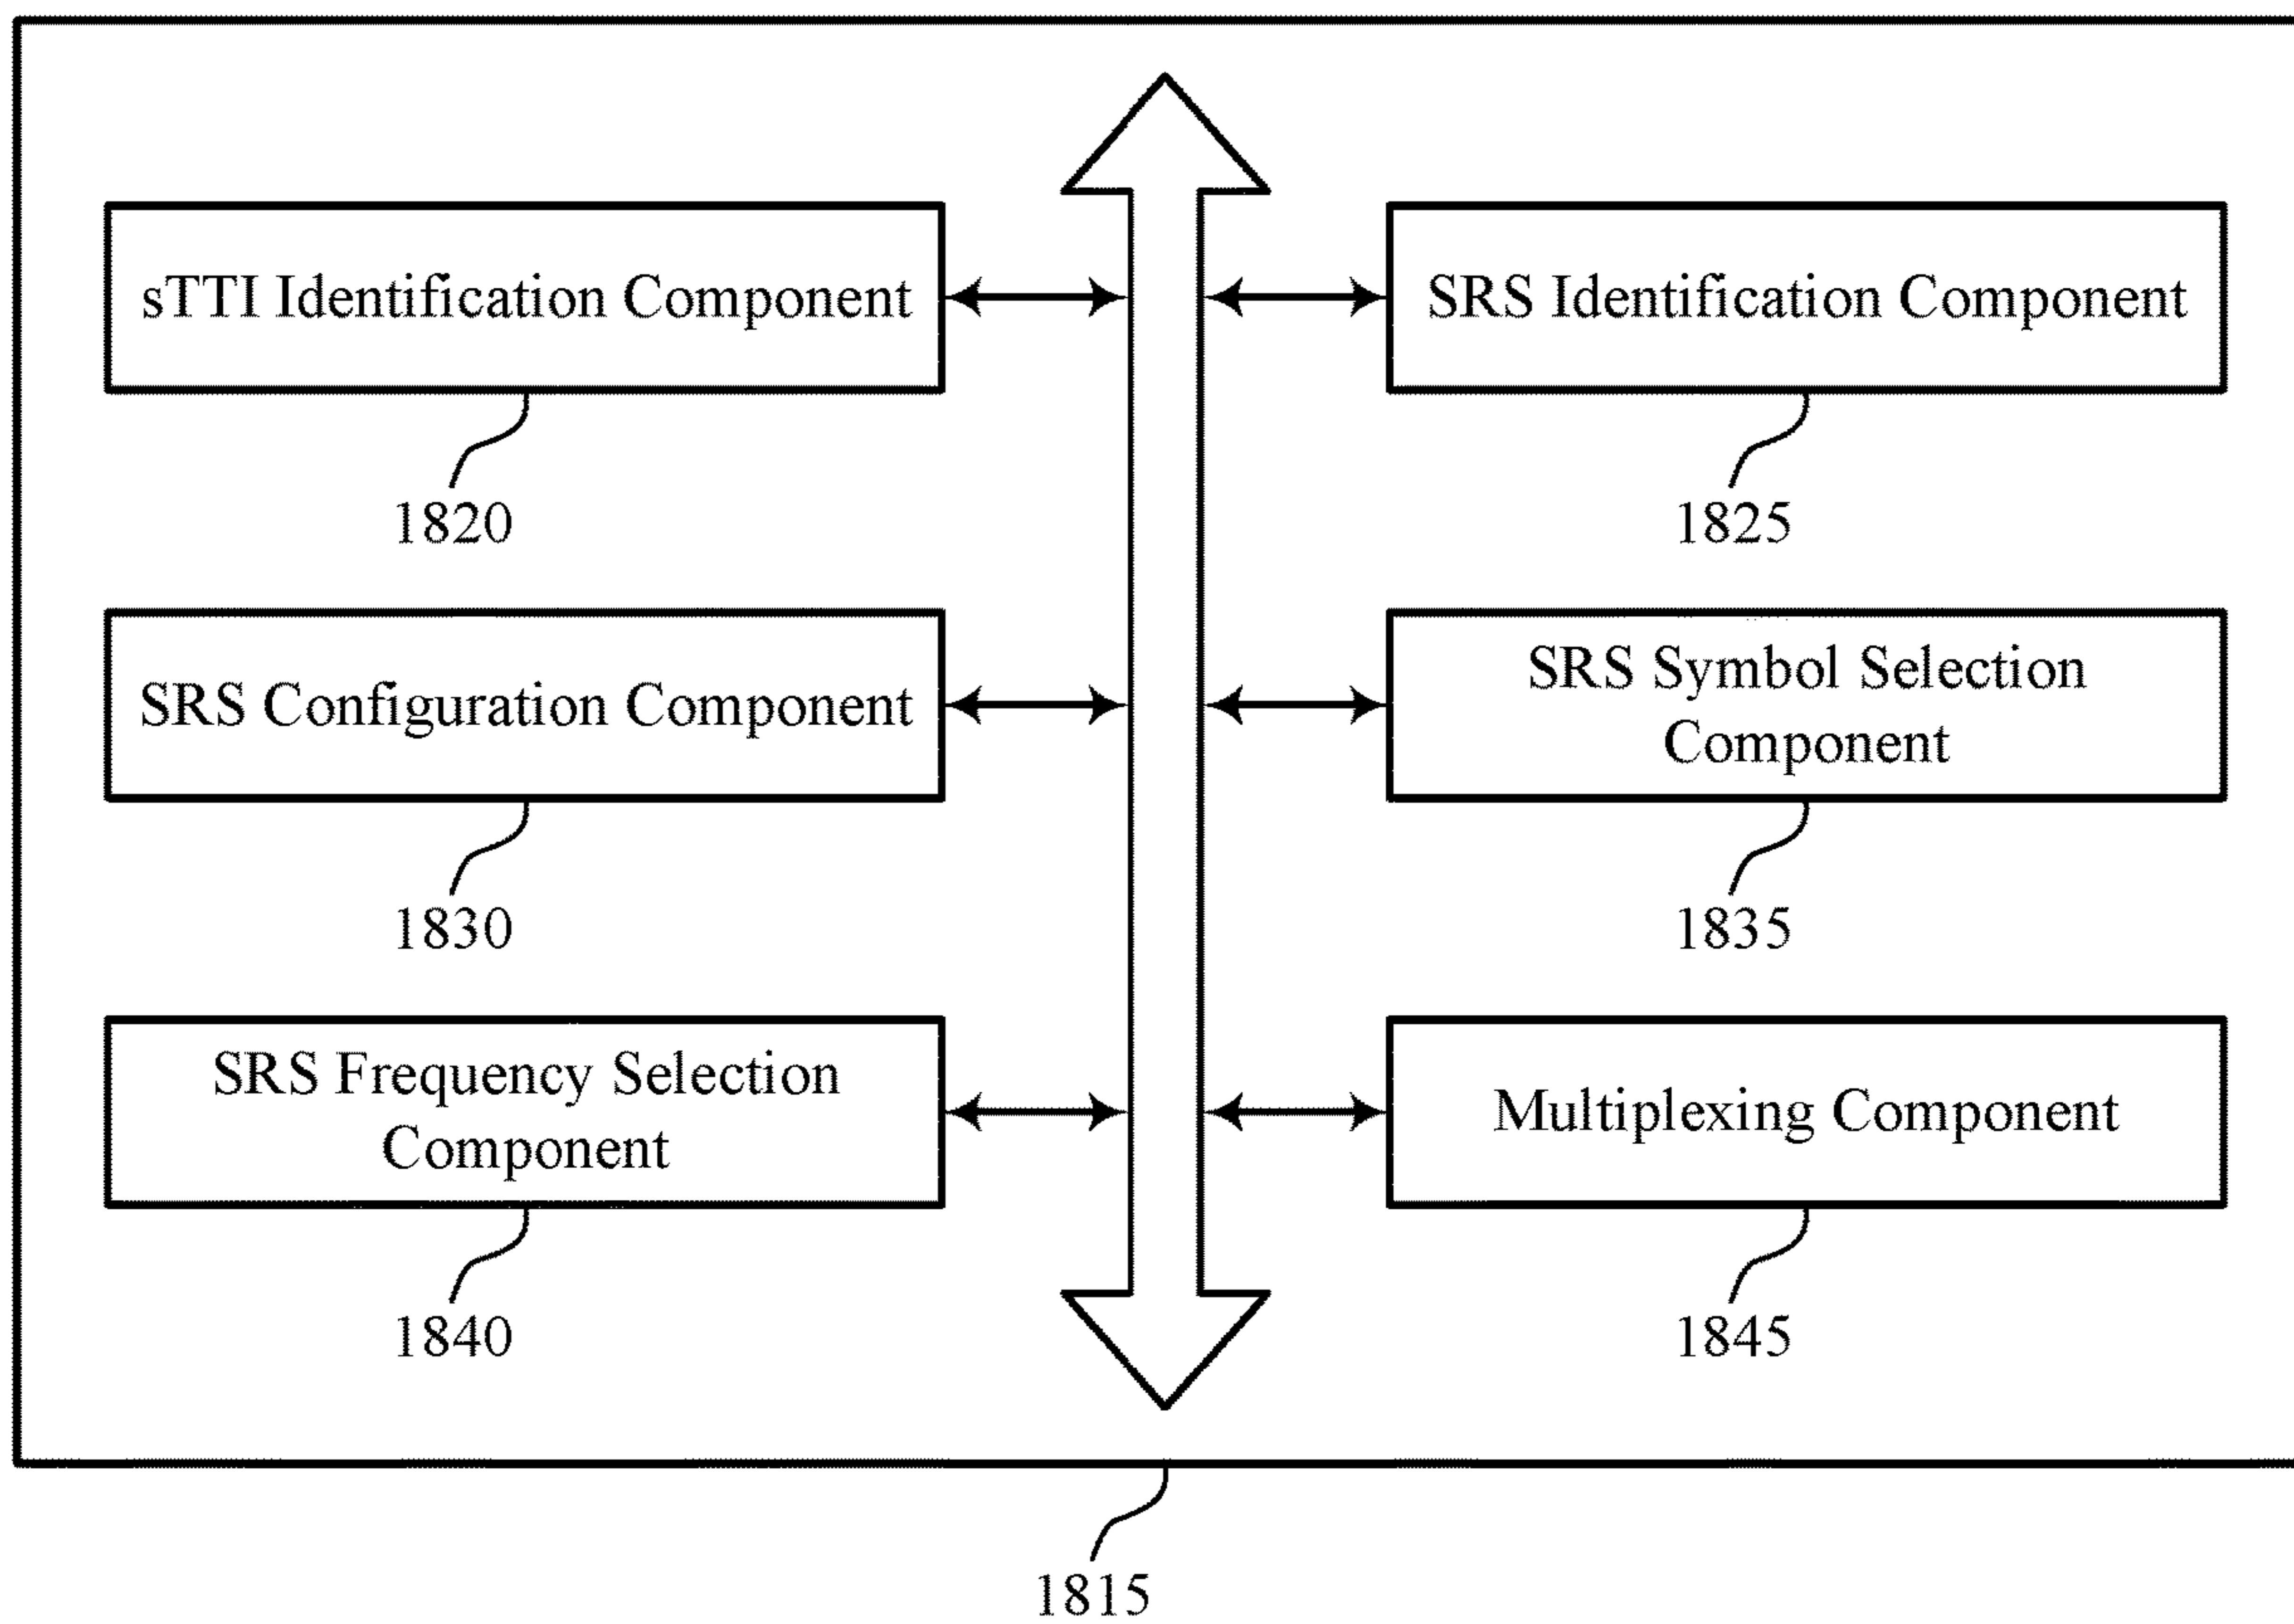 sTTI Identification Component
SRS Identification Component
1820
1825
SRS Configuration Component
SRS Symbol Selection
Component
1830
1835
SRS Frequency Selection
Component
Multiplexing Component
1840
1845
1815